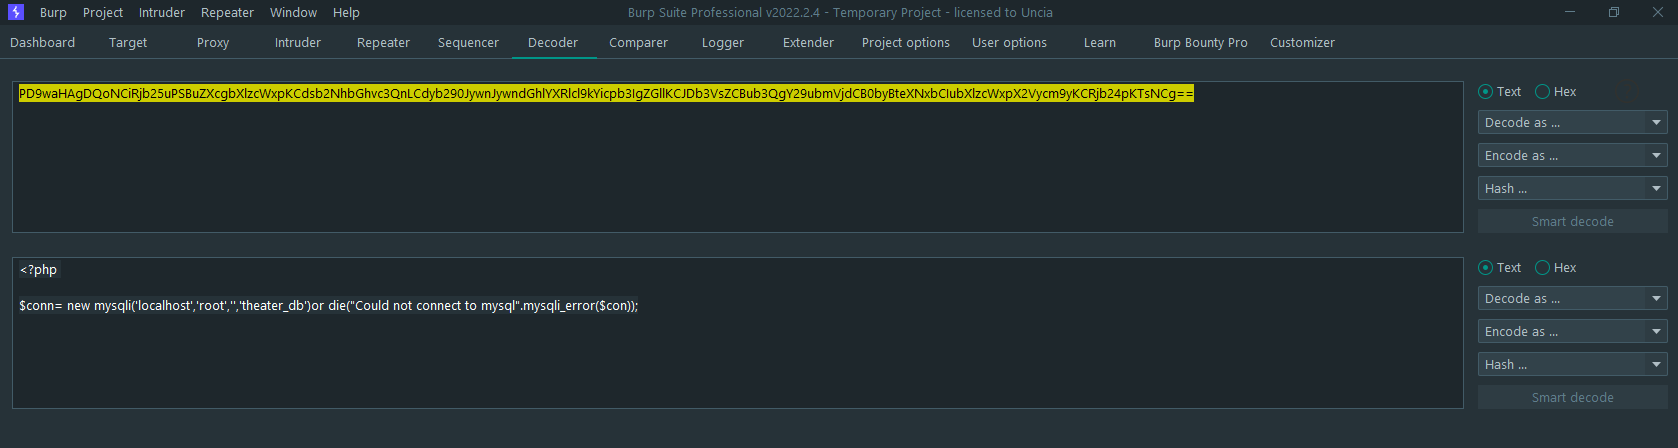 Burp Project Intruder Repeater Window Help Burp Suite Professional v2022.2.4 - Temporary Project - licensed to Uncia
Dashboard Target Proxy Intruder Repeater Sequencer Decoder Comparer Logger Extender Project options User options Learn Burp Bounty Pro Customizer
PD9waHAgDQoNCiRjb25uPSBuZXcgbXlzcWxpKCdsb2NhbGhvc3QnLCdyb290JywnJywndGhlYXRlcl9kYicpb3IgZGllKCJDb3VsZCBub3QgY29ubmVjdCB0byBteXNxbCIubXlzcWxpX2Vycm9yKCRjb24pKTsNCg==
Text Hex
Decode as ...
Encode as ...
Hash ...
Smart decode
<?php
$conn= new mysqli('localhost','root','','theater_db')or die("Could not connect to mysql".mysqli_error($con));
Text Hex
Decode as ...
Encode as ...
Hash ...
Smart decode